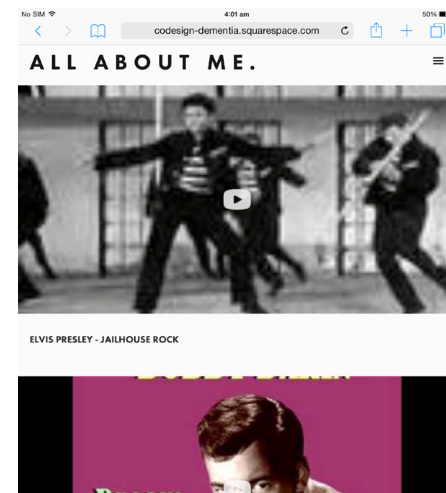 No SIM 4:01 am 50%
codesign-dementia.squarespace.com
ALL ABOUT ME.
ELVIS PRESLEY - JAILHOUSE ROCK